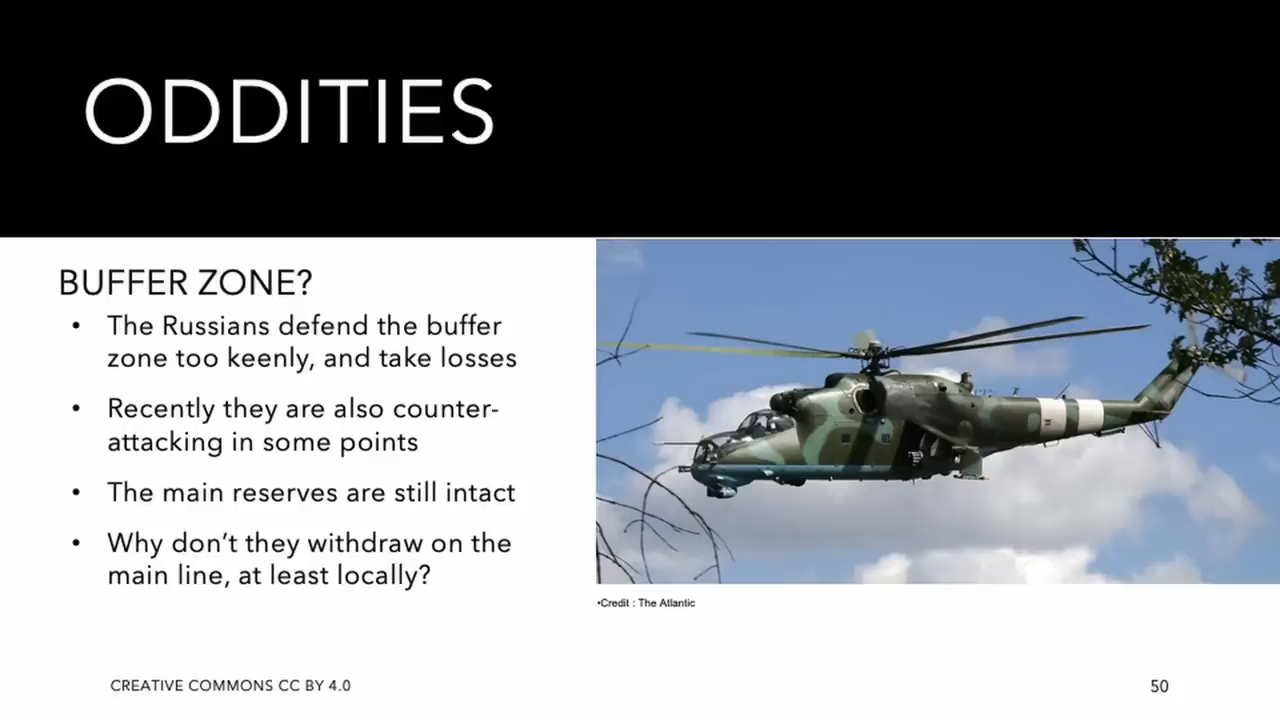 ODDITIES
BUFFER ZONE?
• The Russians defend the buffer
zone too keenly, and take losses
• Recently they are also counter-
attacking in some points
• The main reserves are still intact
• Why don’t they withdraw on the
main line, at least locally?
•Credit : The Atlantic
CREATIVE COMMONS CC BY 4.0
50